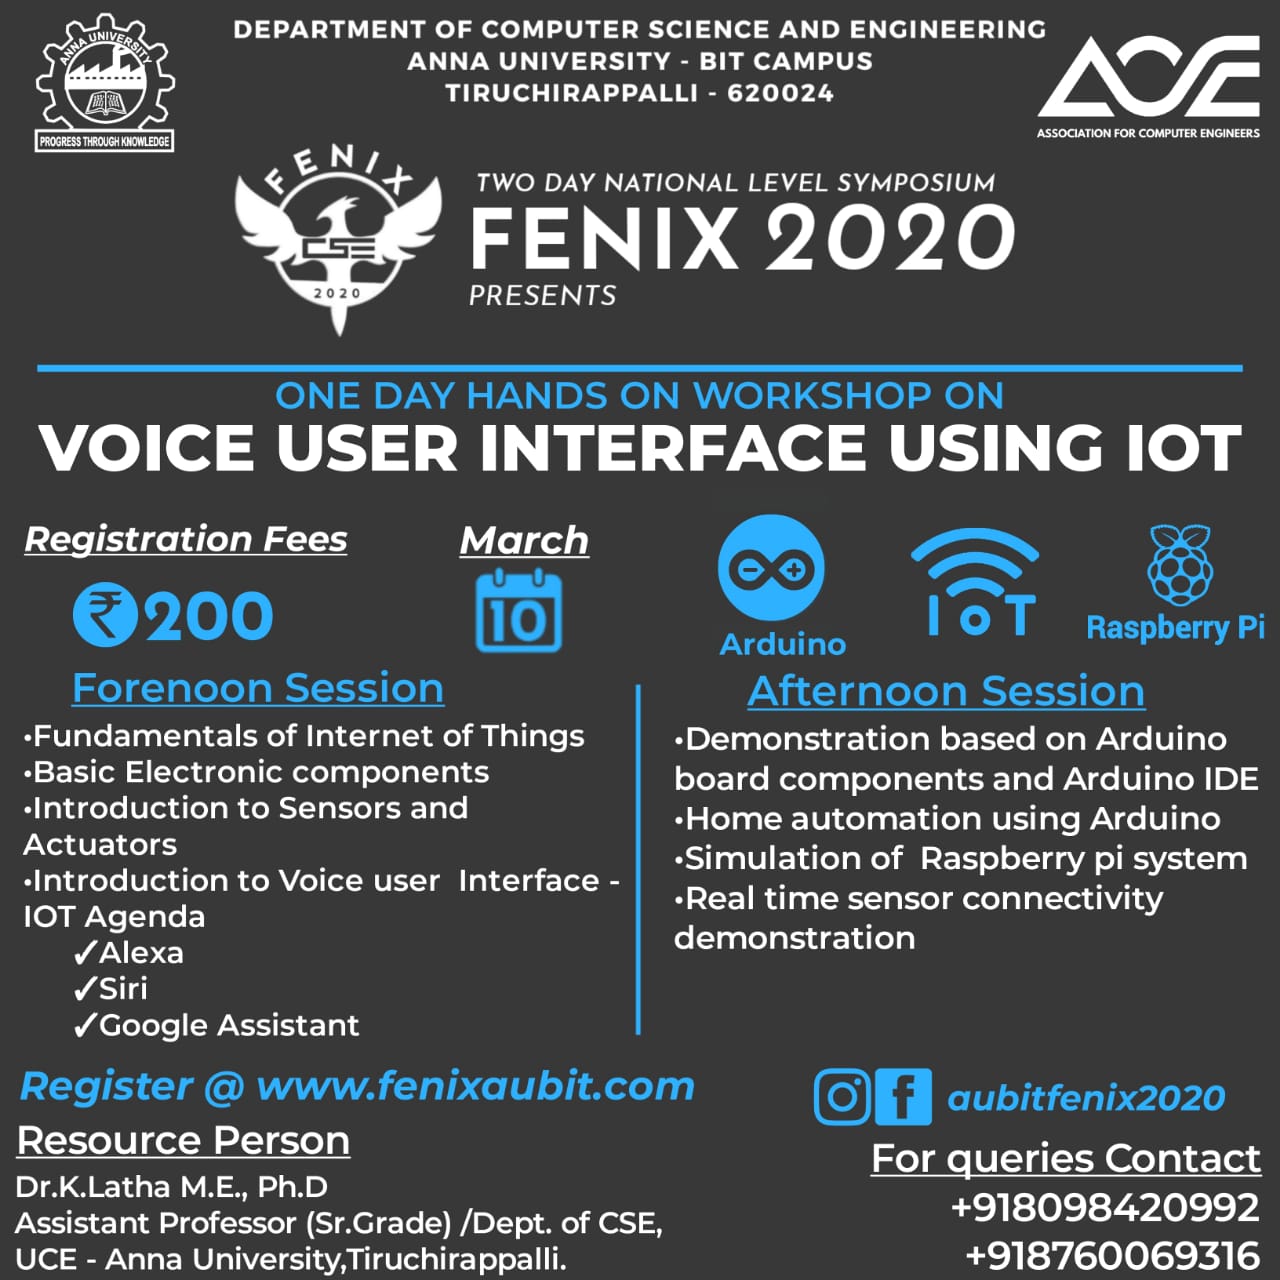 DEPARTMENT OF COMPUTER SCIENCE AND ENGINEERING
ANNA UNIVERSITY - BIT CAMPUS
TIRUCHIRAPPALLI - 620024
ANNA UNIVERSITY
PROGRESS THROUGH KNOWLEDGE
ACE
ASSOCIATION FOR COMPUTER ENGINEERS
FENIX
CSE
2020
TWO DAY NATIONAL LEVEL SYMPOSIUM
FENIX 2020
PRESENTS
ONE DAY HANDS ON WORKSHOP ON
VOICE USER INTERFACE USING IOT
Registration Fees
₹200
March
10
Arduino
IoT
Raspberry Pi
Forenoon Session
•Fundamentals of Internet of Things
•Basic Electronic components
•Introduction to Sensors and
Actuators
•Introduction to Voice user  Interface -
IOT Agenda
✓Alexa
✓Siri
✓Google Assistant
Afternoon Session
•Demonstration based on Arduino
board components and Arduino IDE
•Home automation using Arduino
•Simulation of  Raspberry pi system
•Real time sensor connectivity
demonstration
Register @ www.fenixaubit.com
aubitfenix2020
Resource Person
Dr.K.Latha M.E., Ph.D
Assistant Professor (Sr.Grade) /Dept. of CSE,
UCE - Anna University,Tiruchirappalli.
For queries Contact
+918098420992
+918760069316